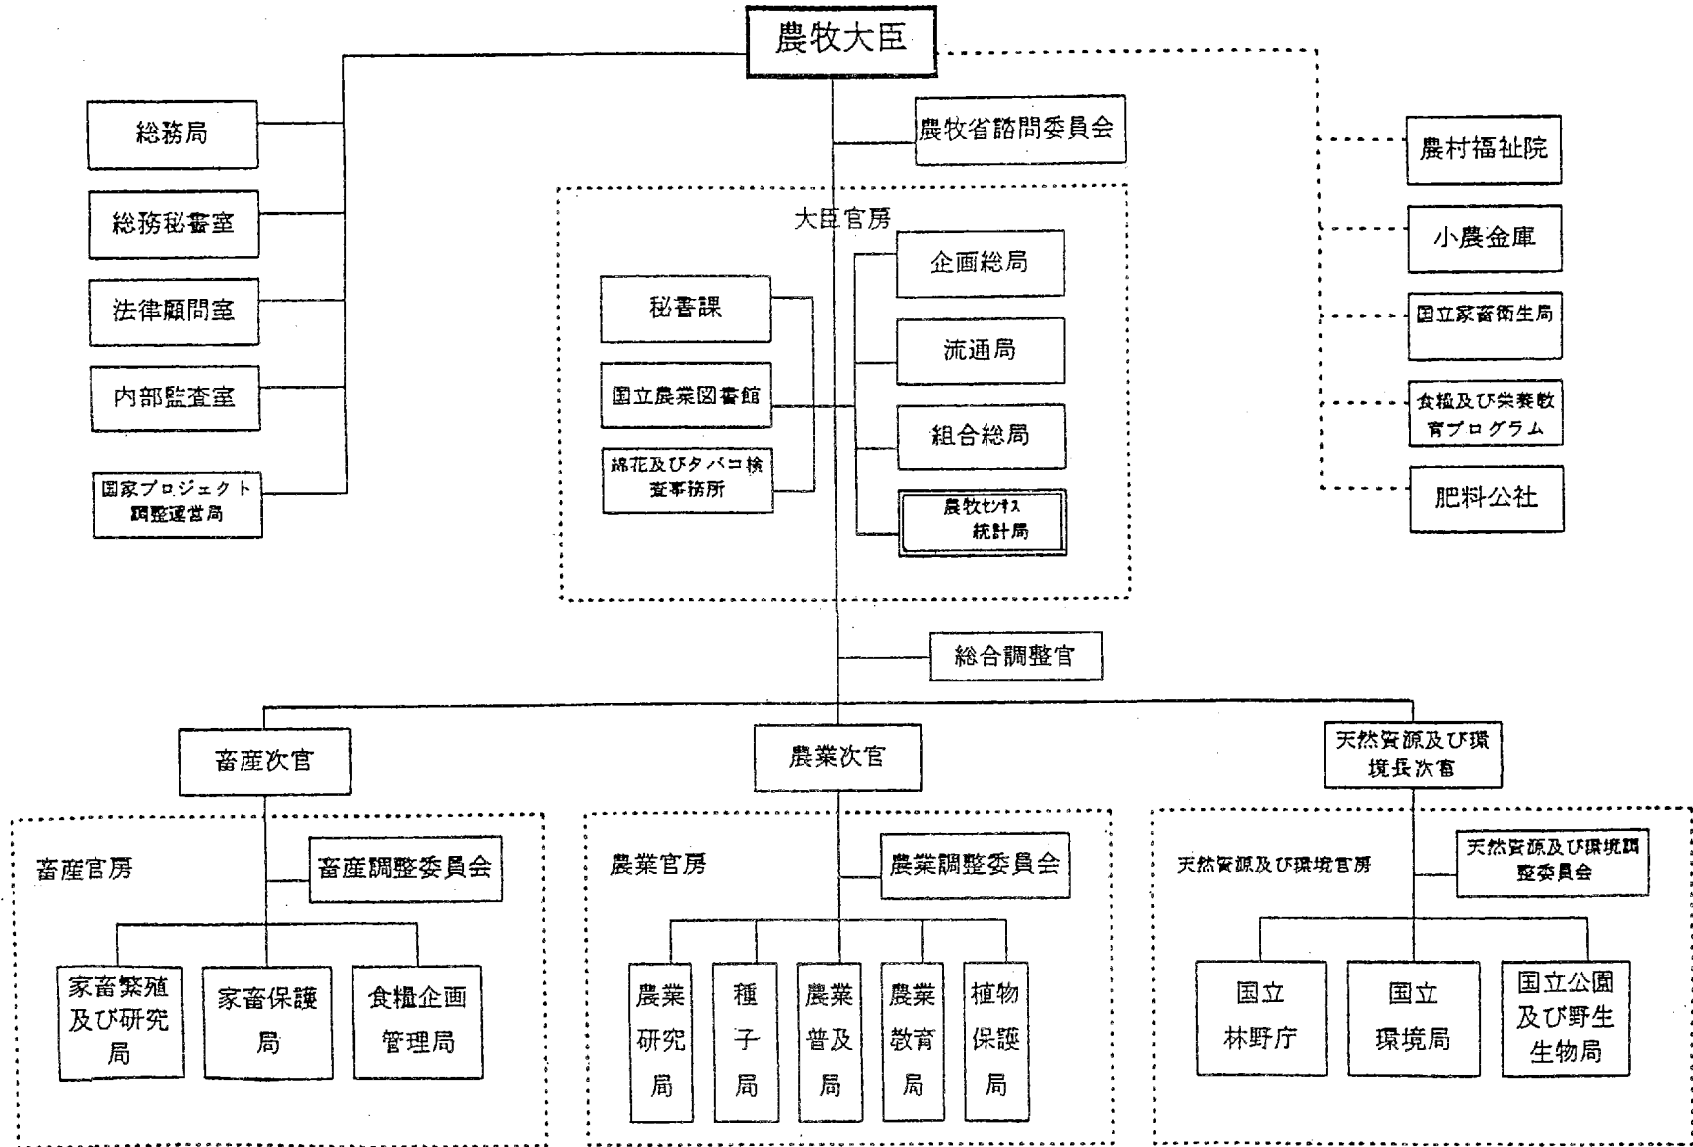 農牧大臣
総務局
総務秘書室
法律顧問室
内部監査室
国家プロジェクト
調整運営局
農牧省諮問委員会
大臣官房
秘書課
国立農業図書館
綿花及びタバコ検
査事務所
企画総局
流通局
組合総局
農牧センサス
統計局
農村福祉院
小農金庫
国立家畜衛生局
食糧及び栄養教
育プログラム
肥料公社
総合調整官
畜産次官
農業次官
天然資源及び環
境長次官
畜産官房
畜産調整委員会
家畜繁殖
及び研究
局
家畜保護
局
食糧企画
管理局
農業官房
農業調整委員会
農業
研究
局
種
子
局
農業
普及
局
農業
教育
局
植物
保護
局
天然資源及び環境官房
天然資源及び環境調
整委員会
国立
林野庁
国立
環境局
国立公園
及び野生
生物局